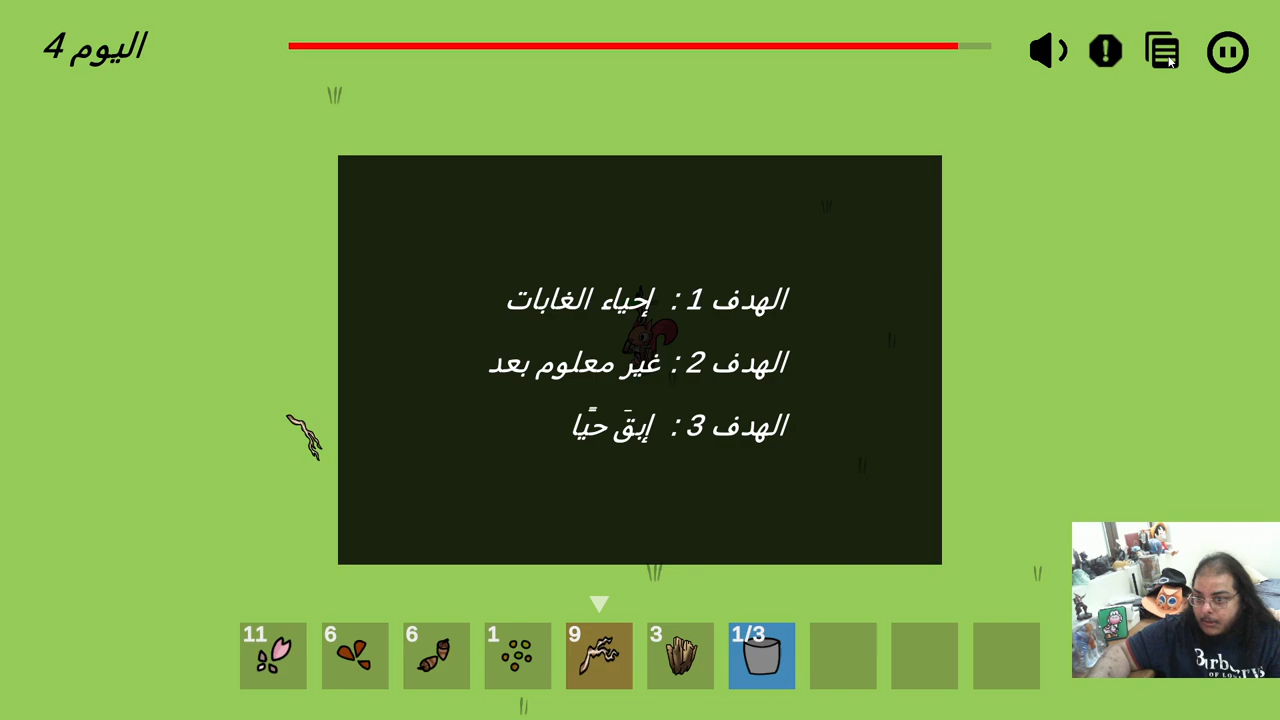 اليوم 4
الهدف 1 : إحياء الغابات
الهدف 2 : غير معلوم بعد
الهدف 3 : إبقَ حيًّا
11
6
6
1
9
3
1/3